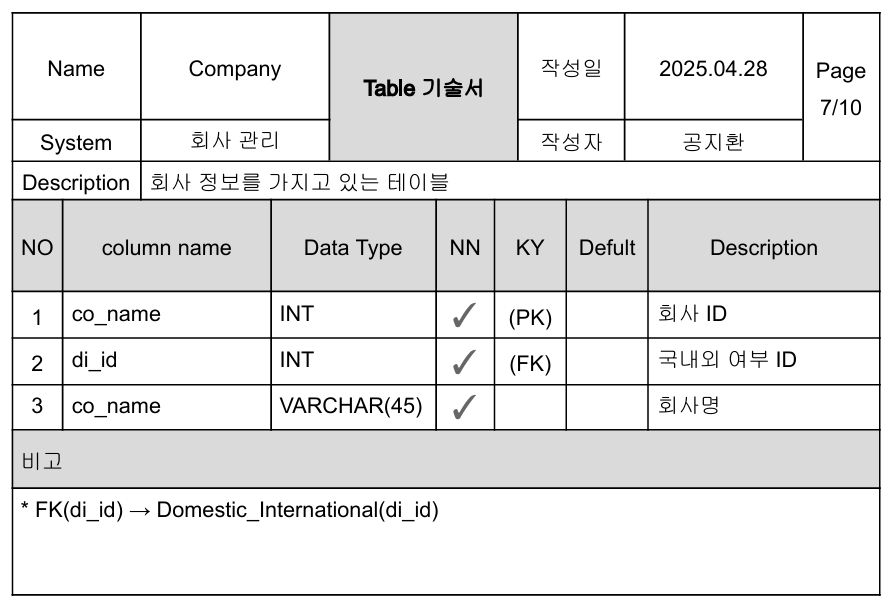 Name Company Table 기술서 작성일 2025.04.28 Page
7/10
System 회사 관리 작성자 공지환
Description 회사 정보를 가지고 있는 테이블
NO column name Data Type NN KY Defult Description
1 co_name INT ✓ (PK) 회사 ID
2 di_id INT ✓ (FK) 국내외 여부 ID
3 co_name VARCHAR(45) ✓ 회사명
비고
* FK(di_id) → Domestic_International(di_id)